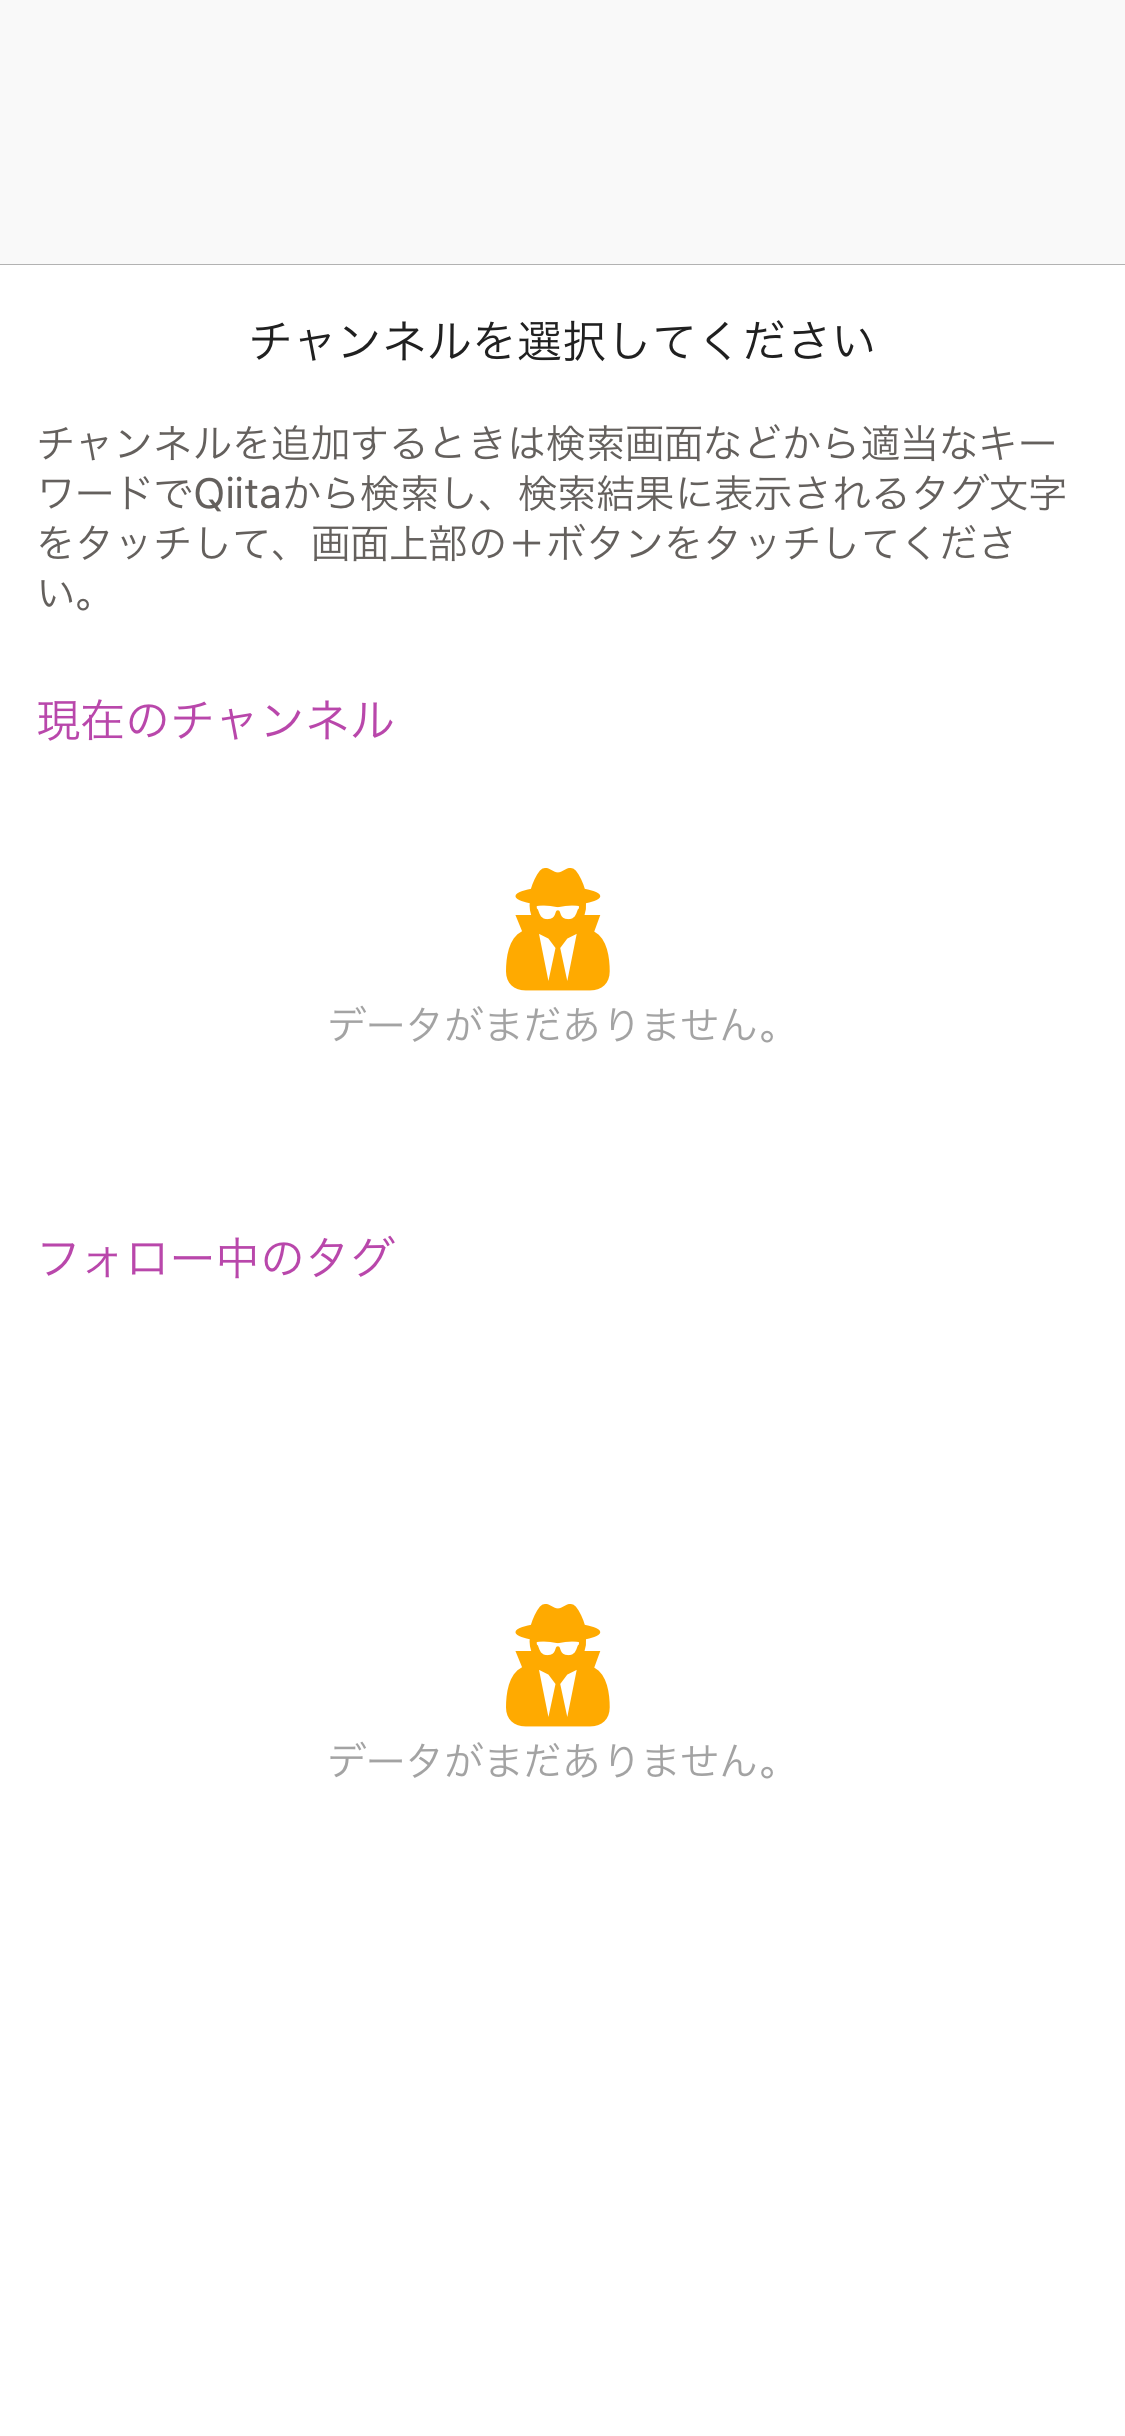 チャンネルを選択してください
チャンネルを追加するときは検索画面などから適当なキー
ワードでQiitaから検索し、検索結果に表示されるタグ文字
をタッチして、画面上部の＋ボタンをタッチしてくださ
い。
現在のチャンネル
データがまだありません。
フォロー中のタグ
データがまだありません。